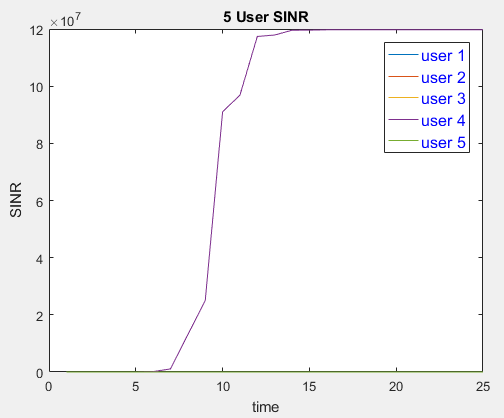 5 User SINR
×10^7
12
10
8
6
4
2
0
SINR
user 1
user 2
user 3
user 4
user 5
0 5 10 15 20 25
time